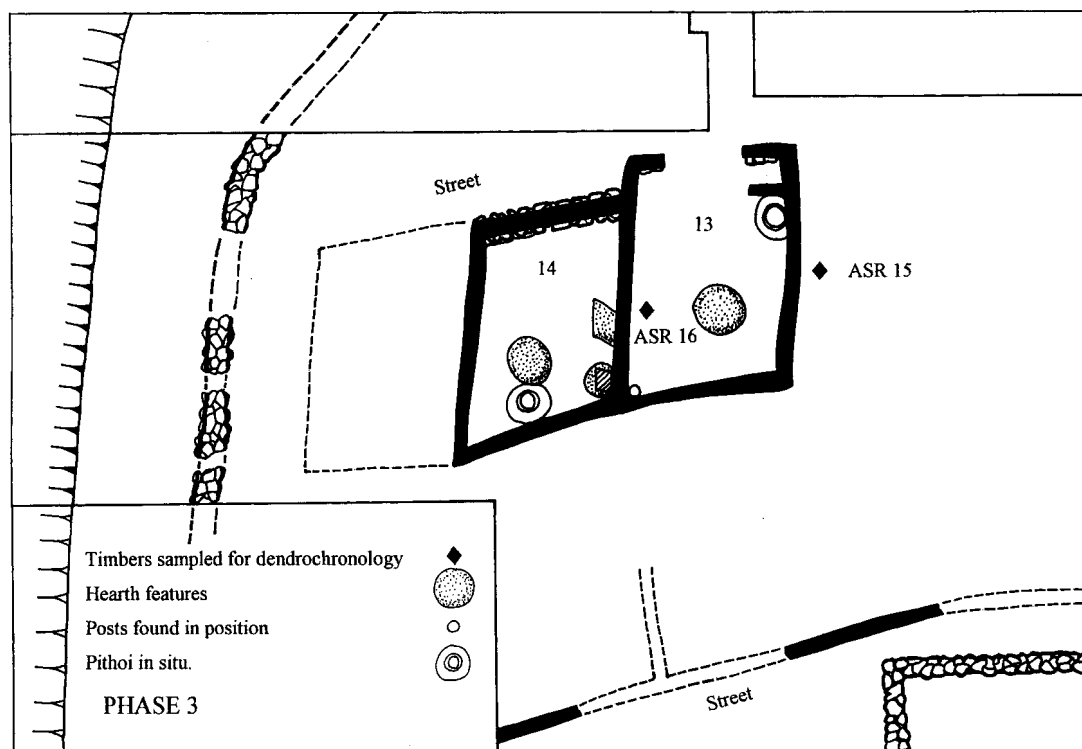 Street
13
14
ASR 15
ASR 16
Timbers sampled for dendrochronology
Hearth features
Posts found in position
Pithoi in situ.
PHASE 3
Street